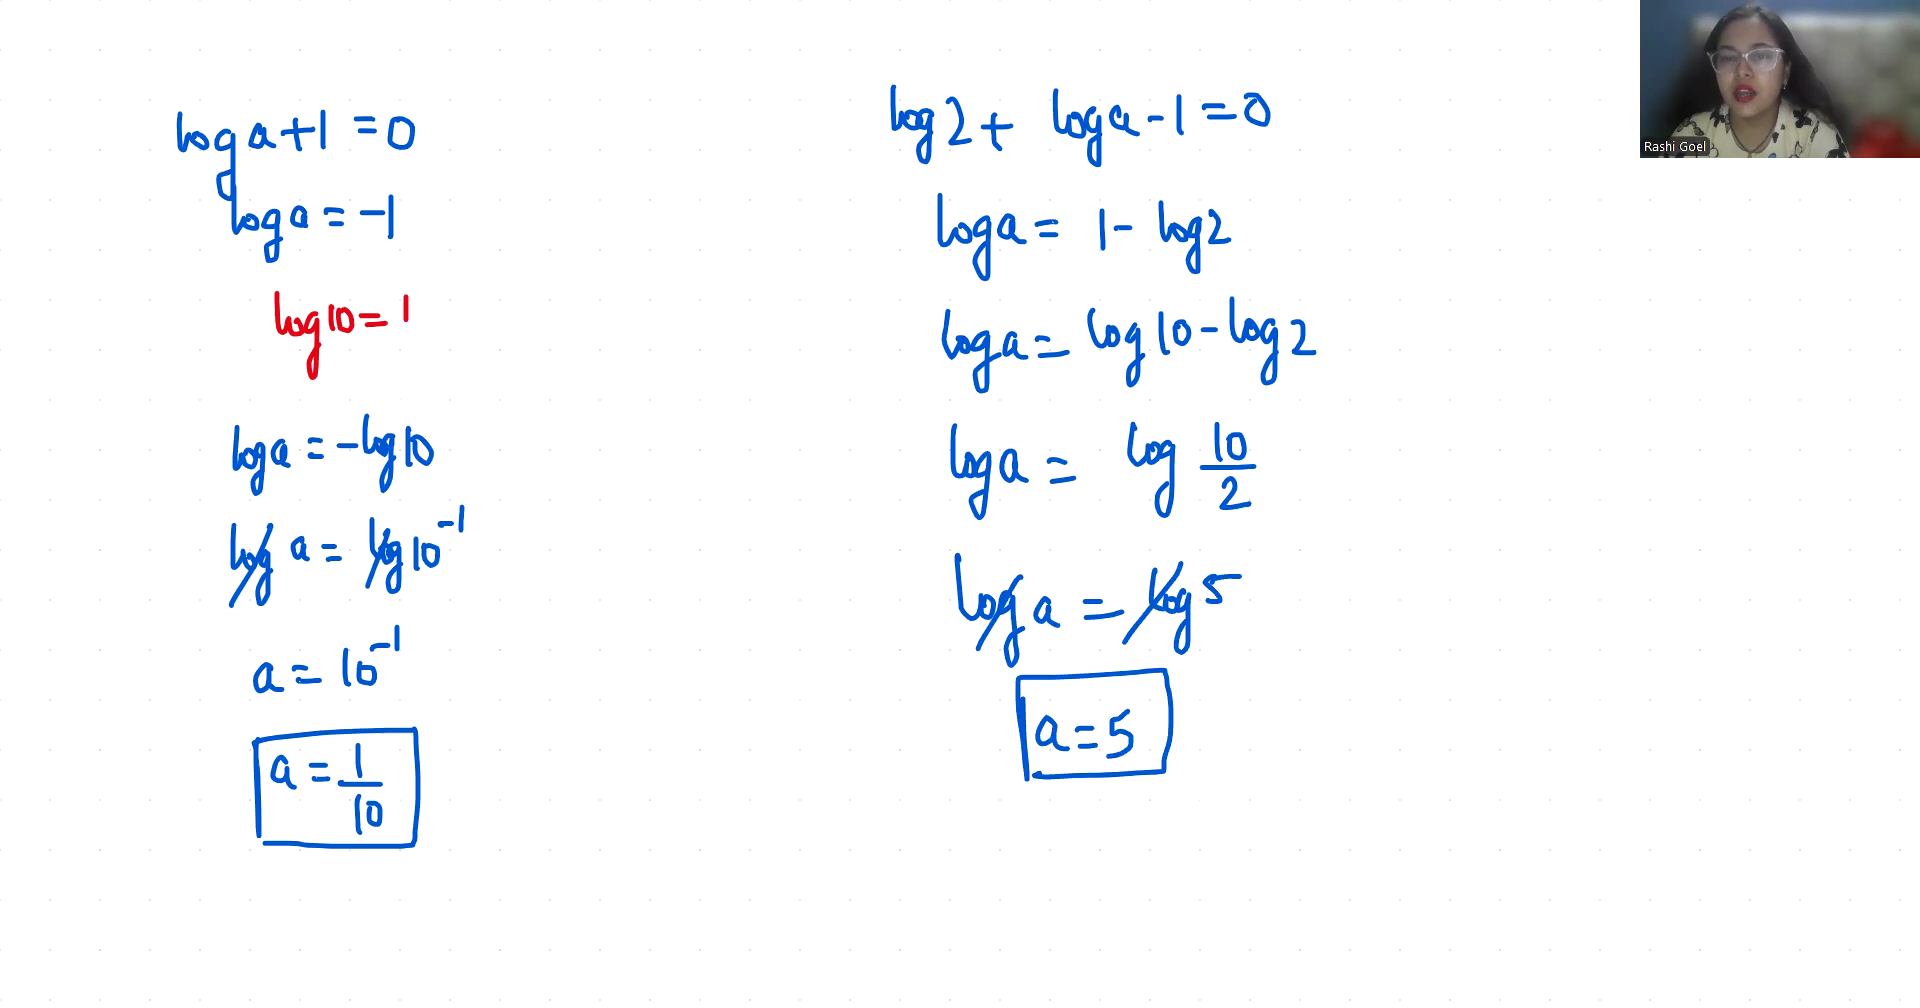 log a + 1 = 0
log a = -1
log 10 = 1
log a = -log 10
log a = log 10⁻¹
a = 10⁻¹
a = 1/10
log 2 + log a - 1 = 0
log a = 1 - log 2
log a = log 10 - log 2
log a = log 10/2
log a = log 5
a = 5
Rashi Goel